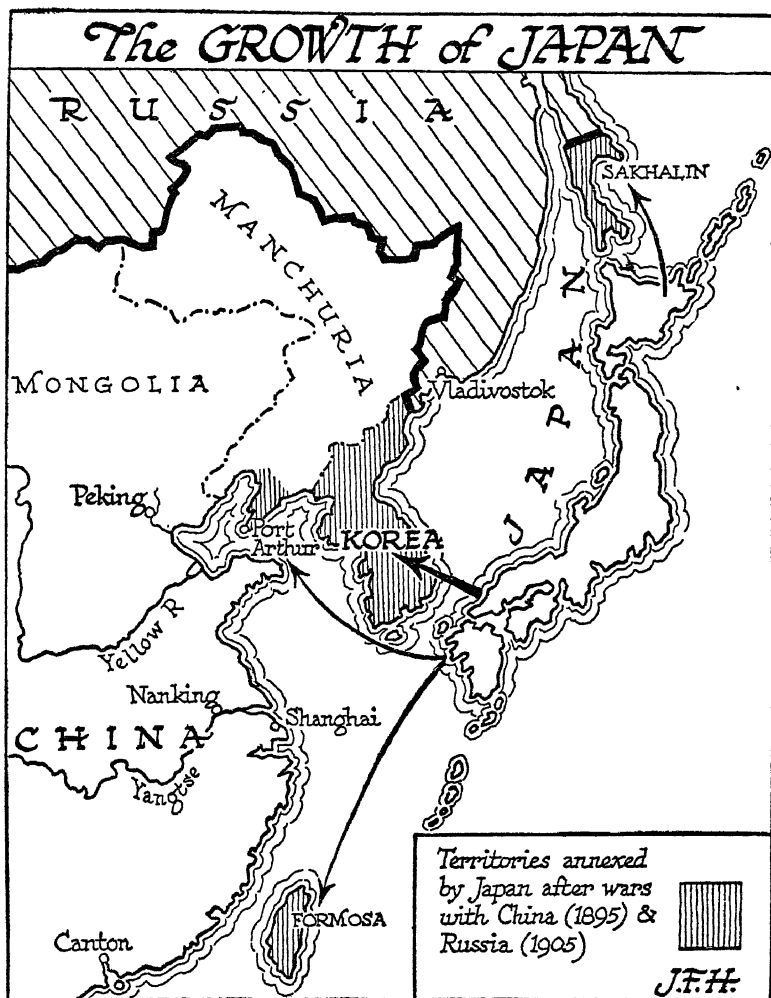 The GROWTH of JAPAN
RUSSIA
SAKHALIN
MANCHURIA
MONGOLIA
Vladivostok
JAPAN
Peking
Port
Arthur
KOREA
Yellow R
Nanking
Shanghai
CHINA
Yangtse
FORMOSA
Canton
Territories annexed
by Japan after wars
with China (1895) &
Russia (1905)
J.F.H.